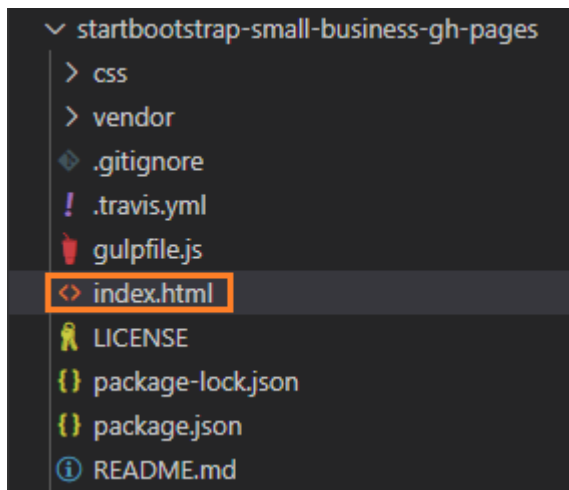 startbootstrap-small-business-gh-pages
css
vendor
.gitignore
.travis.yml
gulpfile.js
index.html
LICENSE
package-lock.json
package.json
README.md